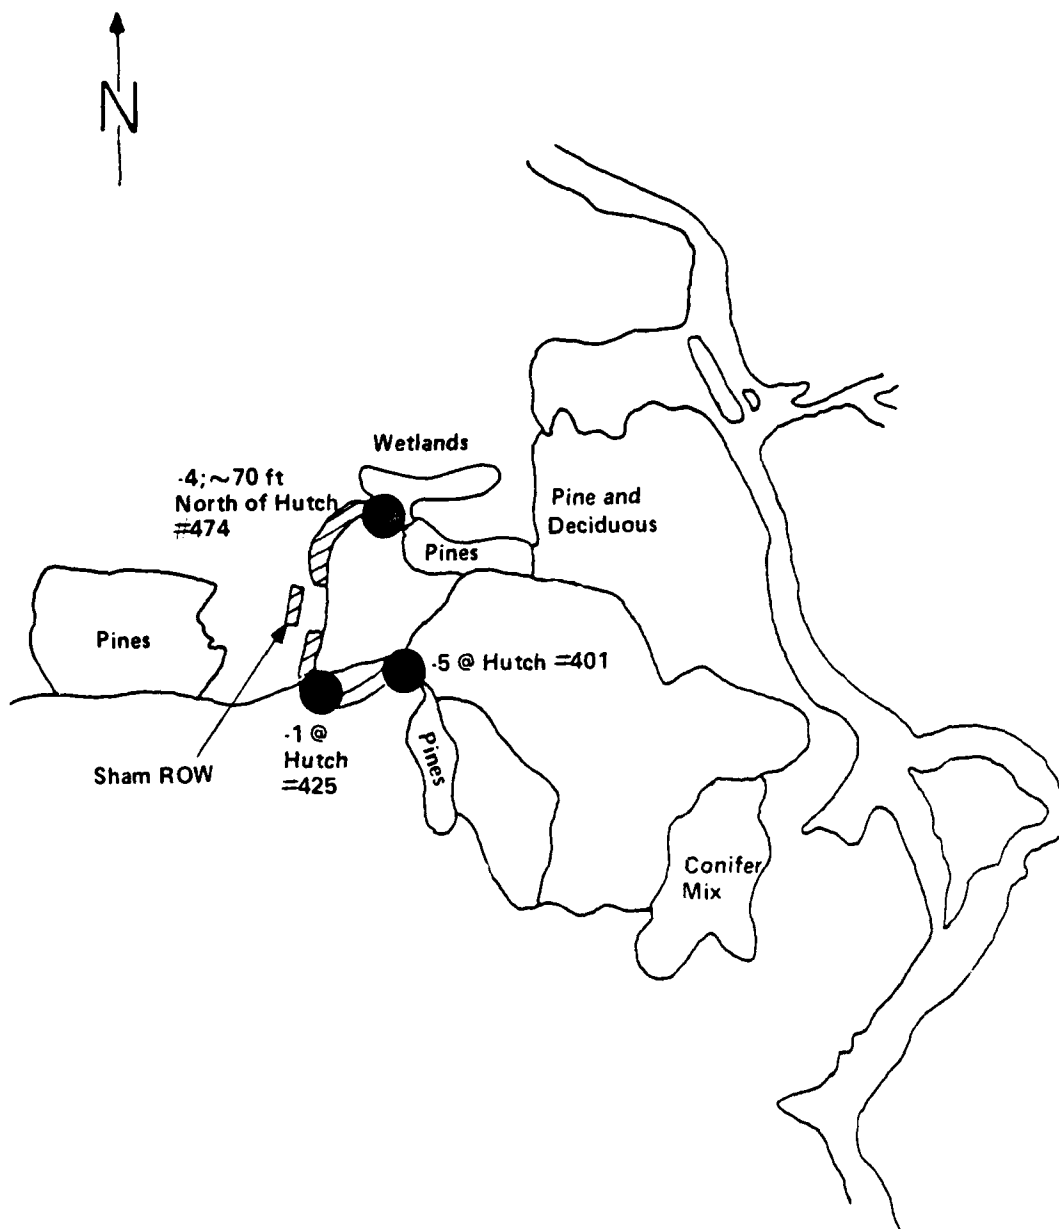 N
Wetlands
-4; ~70 ft
North of Hutch
#474
Pine and
Deciduous
Pines
Pines
-5 @ Hutch #401
-1 @
Hutch
#425
Pines
Sham ROW
Conifer
Mix